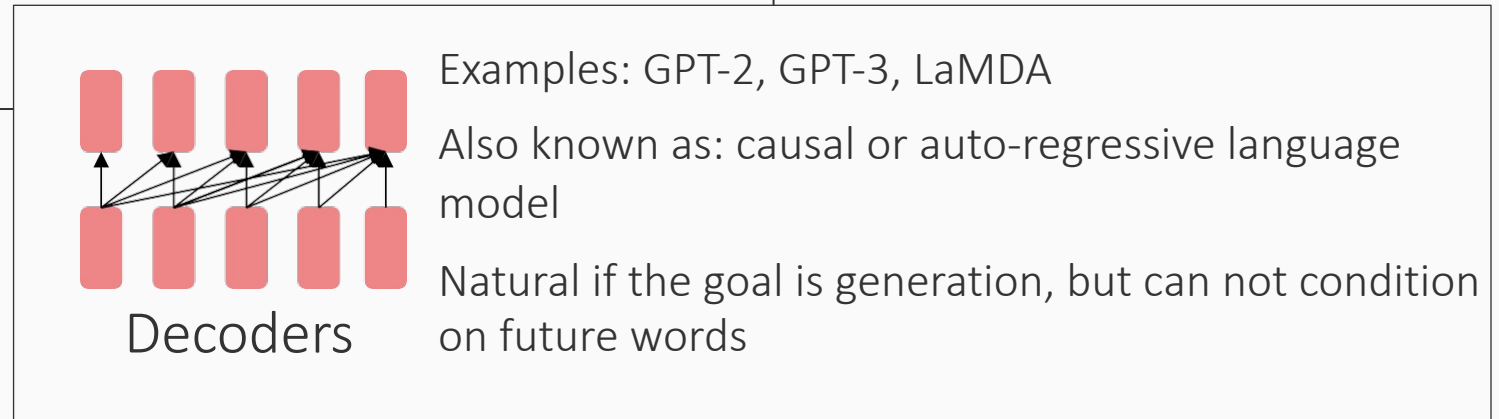 Examples: GPT-2, GPT-3, LaMDA
Also known as: causal or auto-regressive language
model
Natural if the goal is generation, but can not condition
on future words
Decoders